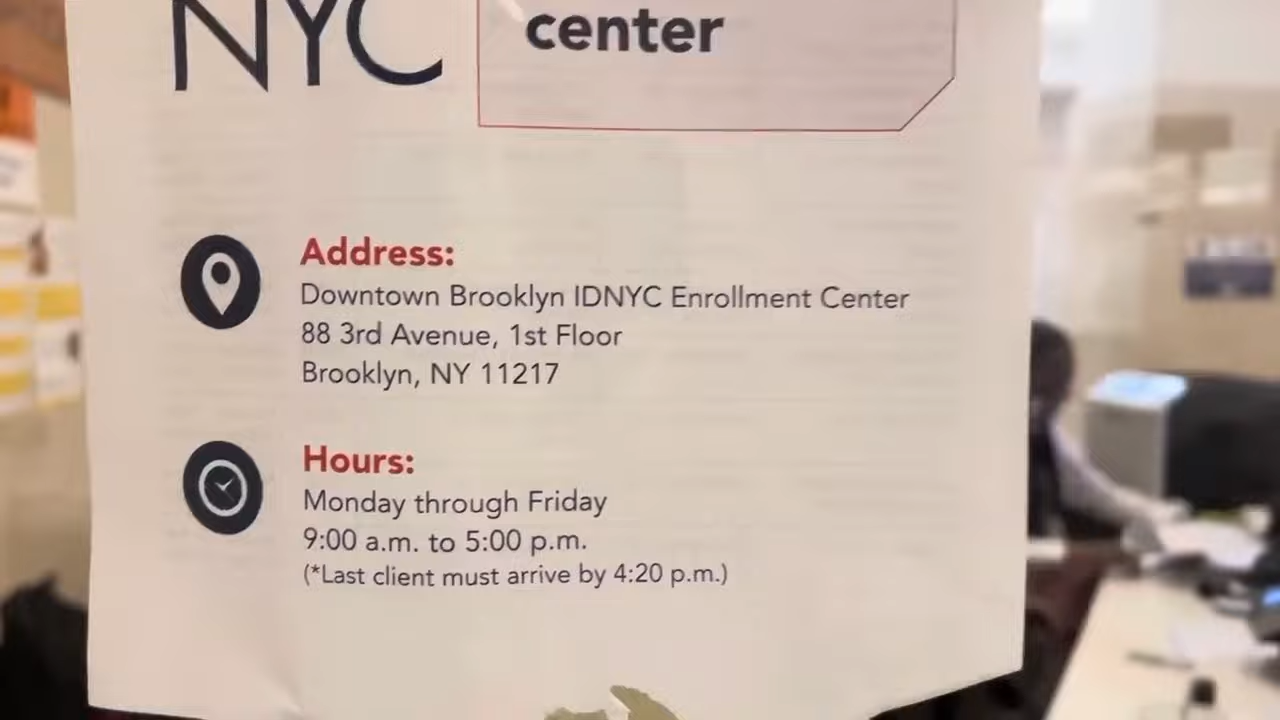 NYC
center
Address:
Downtown Brooklyn IDNYC Enrollment Center
88 3rd Avenue, 1st Floor
Brooklyn, NY 11217
Hours:
Monday through Friday
9:00 a.m. to 5:00 p.m.
(*Last client must arrive by 4:20 p.m.)